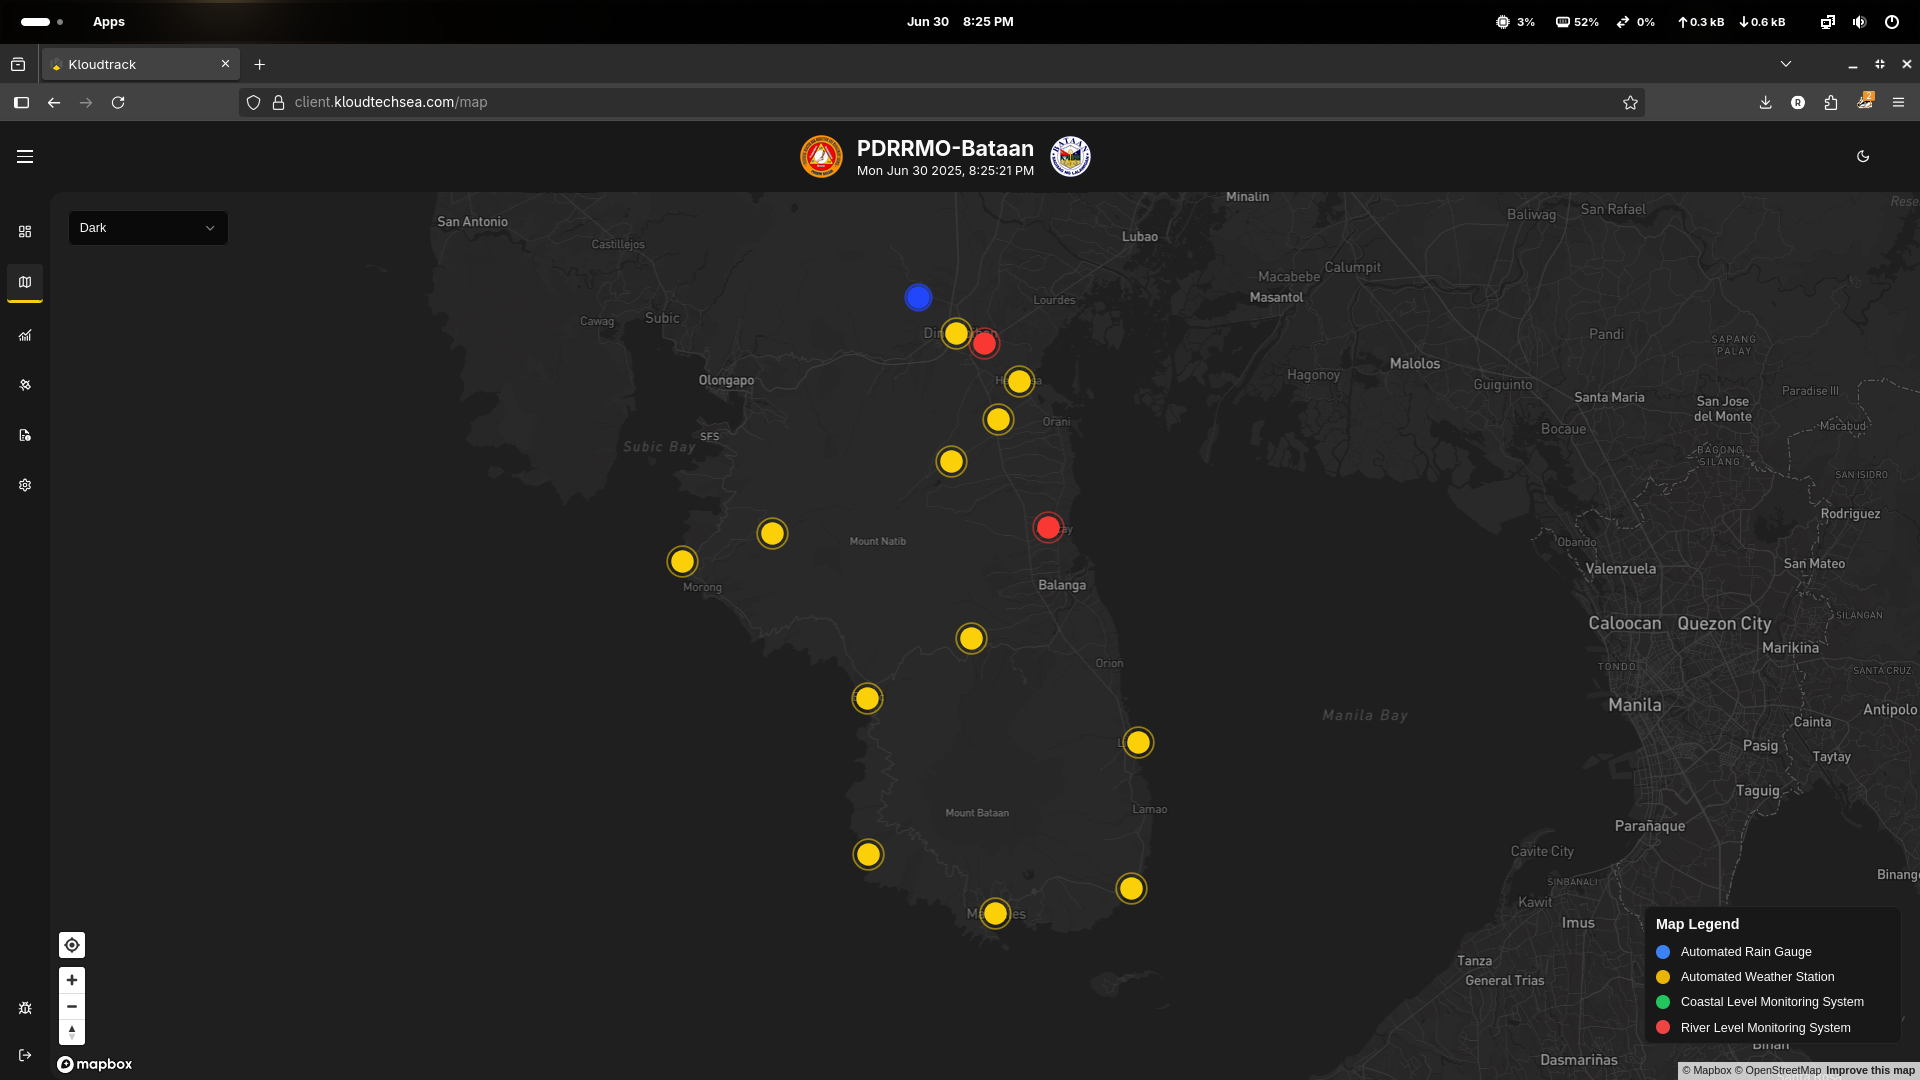 Apps
Jun 30 8:25 PM
3%
52%
0%
0.3 kB
0.6 kB
Kloudtrack
client.kloudtechsea.com/map
R
2
PDRRMO-Bataan
Mon Jun 30 2025, 8:25:21 PM
BATAAN
Dark
San Antonio
Castillejos
Cawag
Subic
Olongapo
SFS
Subic Bay
Minalin
Lubao
Lourdes
Macabebe
Calumpit
Masantol
Baliwag
San Rafael
Rese
Pandi
SAPANG
PALAY
Malolos
Hagonoy
Guiguinto
Paradise III
Santa Maria
San Jose
del Monte
Bocaue
Macabud
BAGONG
SILANG
SAN ISIDRO
Rodriguez
Orani
Mount Natib
Morong
Balanga
Obando
Valenzuela
San Mateo
SILANGAN
Caloocan
Quezon City
Marikina
TONDO
SANTA CRUZ
Orion
Manila
Manila Bay
Antipolo
Cainta
Pasig
Taytay
Taguig
Mount Bataan
Lamao
Parañaque
Cavite City
Binang
SINBANALI
Kawit
Imus
Tanza
General Trias
Dasmariñas
Biñan
Map Legend
Automated Rain Gauge
Automated Weather Station
Coastal Level Monitoring System
River Level Monitoring System
mapbox
© Mapbox © OpenStreetMap Improve this map